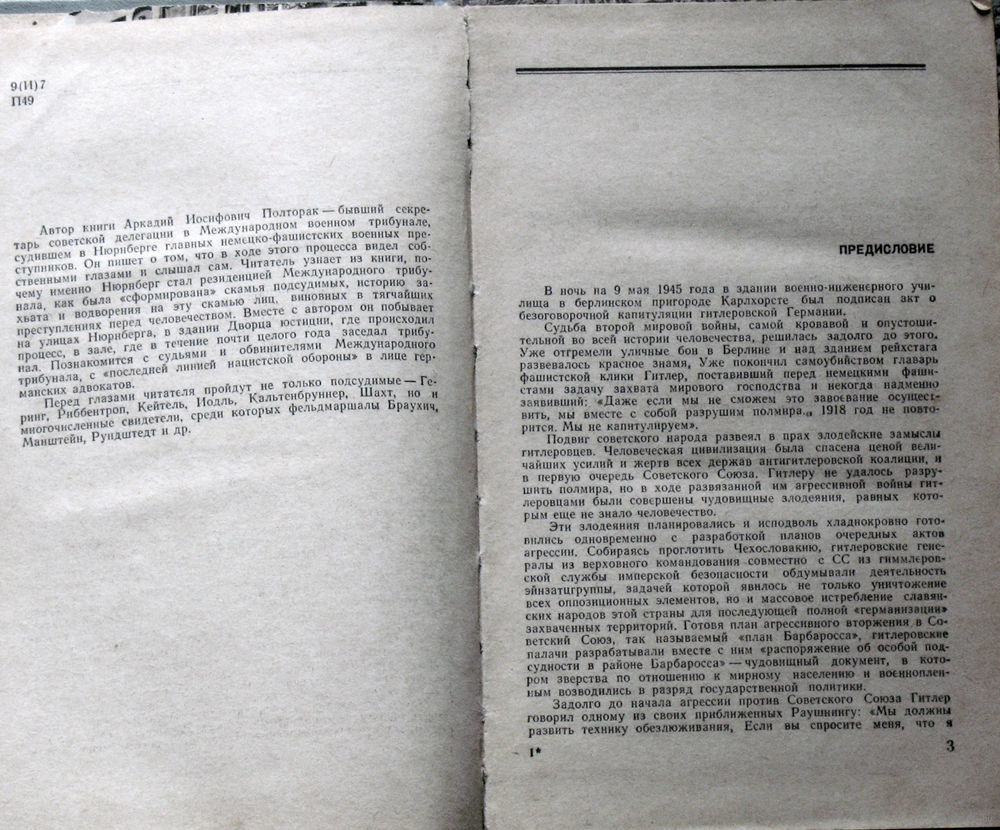 9(И)7
П49
Автор книги Аркадий Иосифович Полторак — бывший секре-
тарь советской делегации в Международном военном трибунале,
судившем в Нюрнберге главных немецко-фашистских военных пре-
ступников. Он пишет о том, что в ходе этого процесса видел соб-
ственными глазами и слышал сам. Читатель узнает из книги, по-
чему именно Нюрнберг стал резиденцией Международного трибу-
нала, как была «сформирована» скамья подсудимых, историю за-
хвата и водворения на эту скамью лиц, виновных в тягчайших
преступлениях перед человечеством. Вместе с автором он побывает
на улицах Нюрнберга, в здании Дворца юстиции, где происходил
процесс, в зале, где в течение почти целого года заседал трибу-
нал. Познакомится с судьями и обвинителями Международного
трибунала, с «последней линией нацистской обороны» в лице гер-
манских адвокатов.
Перед глазами читателя пройдут не только подсудимые — Ге-
ринг, Риббентроп, Кейтель, Иодль, Кальтенбруннер, Шахт, но и
многочисленные свидетели, среди которых фельдмаршалы Браухич,
Манштейн, Рундштедт и др.
ПРЕДИСЛОВИЕ
В ночь на 9 мая 1945 года в здании военно-инженерного учи-
лища в берлинском пригороде Карлхорсте был подписан акт о
безоговорочной капитуляции гитлеровской Германии.
Судьба второй мировой войны, самой кровавой и опустоши-
тельной во всей истории человечества, решилась задолго до этого.
Уже отгремели уличные бои в Берлине и над зданием рейхстага
развевалось красное знамя, Уже покончил самоубийством главарь
фашистской клики Гитлер, поставивший перед немецкими фаши-
стами задачу захвата мирового господства и некогда надменно
заявивший: «Даже если мы не сможем это завоевание осущест-
вить, мы вместе с собой разрушим полмира... 1918 год не повто-
рится. Мы не капитулируем».
Подвиг советского народа развеял в прах злодейские замыслы
гитлеровцев. Человеческая цивилизация была спасена ценой вели-
чайших усилий и жертв всех держав антигитлеровской коалиции, и
в первую очередь Советского Союза. Гитлеру не удалось разру-
шить полмира, но в ходе развязанной им агрессивной войны гит-
леровцами были совершены чудовищные злодеяния, равных кото-
рым еще не знало человечество.
Эти злодеяния планировались и исподволь хладнокровно гото-
вились одновременно с разработкой планов очередных актов
агрессии. Собираясь проглотить Чехословакию, гитлеровские гене-
ралы из верховного командования совместно с СС из гиммлеров-
ской службы имперской безопасности обдумывали деятельность
эйнзатцгруппы, задачей которой явилось не только уничтожение
всех оппозиционных элементов, но и массовое истребление славян-
ских народов этой страны для последующей полной «германизации»
захваченных территорий. Готовя план агрессивного вторжения в Со-
ветский Союз, так называемый «план Барбаросса», гитлеровские
палачи разрабатывали вместе с ним «распоряжение об особой под-
судности в районе Барбаросса» — чудовищный документ, в кото-
ром зверства по отношению к мирному населению и военноплен-
ным возводились в разряд государственной политики.
Задолго до начала агрессии против Советского Союза Гитлер
говорил одному из своих приближенных Раушнингу: «Мы должны
развить технику обезлюживания, Если вы спросите меня, что я
1*
3